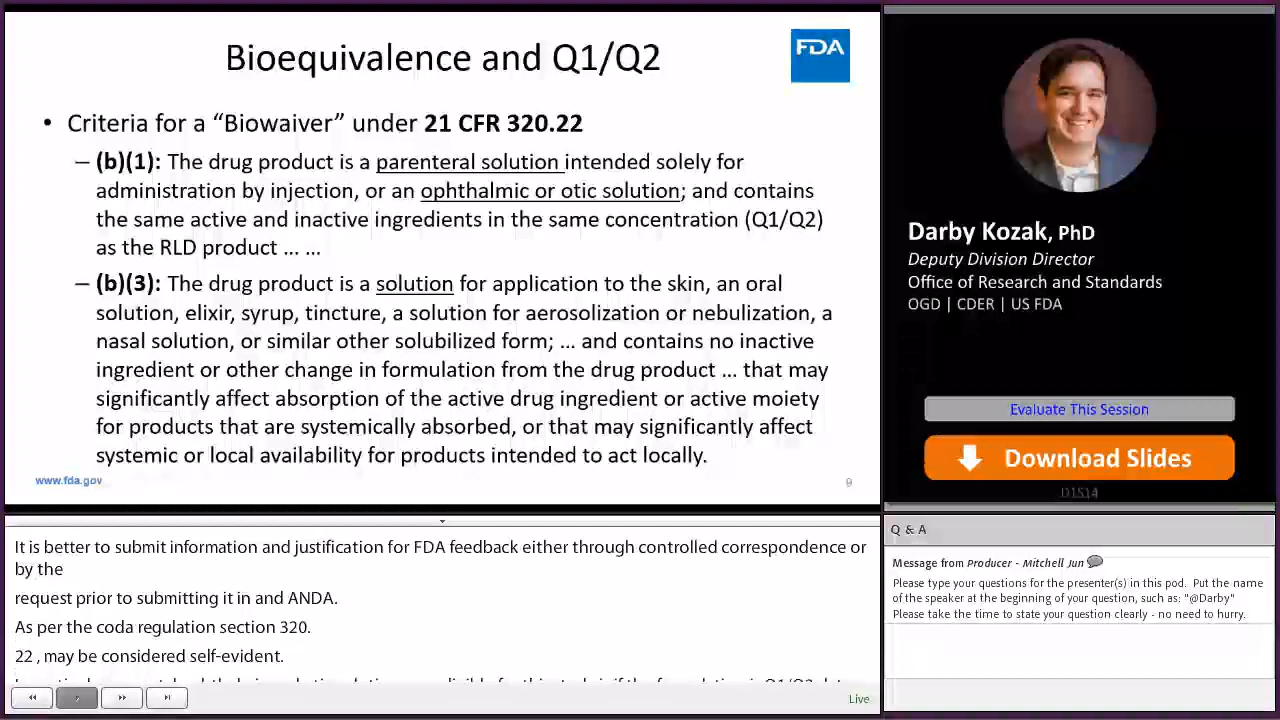 Bioequivalence and Q1/Q2
FDA
• Criteria for a “Biowaiver” under 21 CFR 320.22
– (b)(1): The drug product is a parenteral solution intended solely for
administration by injection, or an ophthalmic or otic solution; and contains
the same active and inactive ingredients in the same concentration (Q1/Q2)
as the RLD product ... ...
– (b)(3): The drug product is a solution for application to the skin, an oral
solution, elixir, syrup, tincture, a solution for aerosolization or nebulization, a
nasal solution, or similar other solubilized form; ... and contains no inactive
ingredient or other change in formulation from the drug product ... that may
significantly affect absorption of the active drug ingredient or active moiety
for products that are systemically absorbed, or that may significantly affect
systemic or local availability for products intended to act locally.
www.fda.gov
9
Darby Kozak, PhD
Deputy Division Director
Office of Research and Standards
OGD | CDER | US FDA
Evaluate This Session
Download Slides
D1S14
It is better to submit information and justification for FDA feedback either through controlled correspondence or
by the
request prior to submitting it in and ANDA.
As per the coda regulation section 320.
22 , may be considered self-evident.
Live
Q & A
Message from Producer - Mitchell Jun
Please type your questions for the presenter(s) in this pod. Put the name
of the speaker at the beginning of your question, such as: "@Darby"
Please take the time to state your question clearly - no need to hurry.